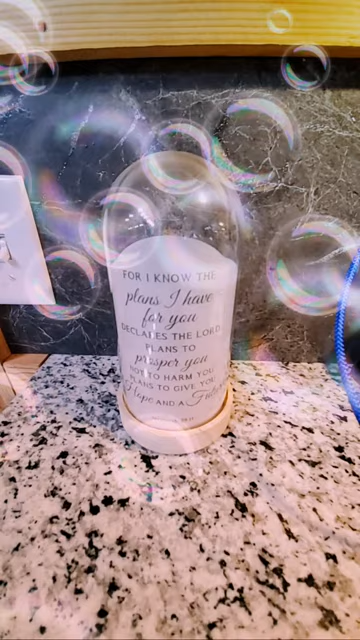 FOR I KNOW THE
plans I have
for you
DECLARES THE LORD
PLANS TO
prosper you
NOT TO HARM YOU
PLANS TO GIVE YOU
Hope AND A Future